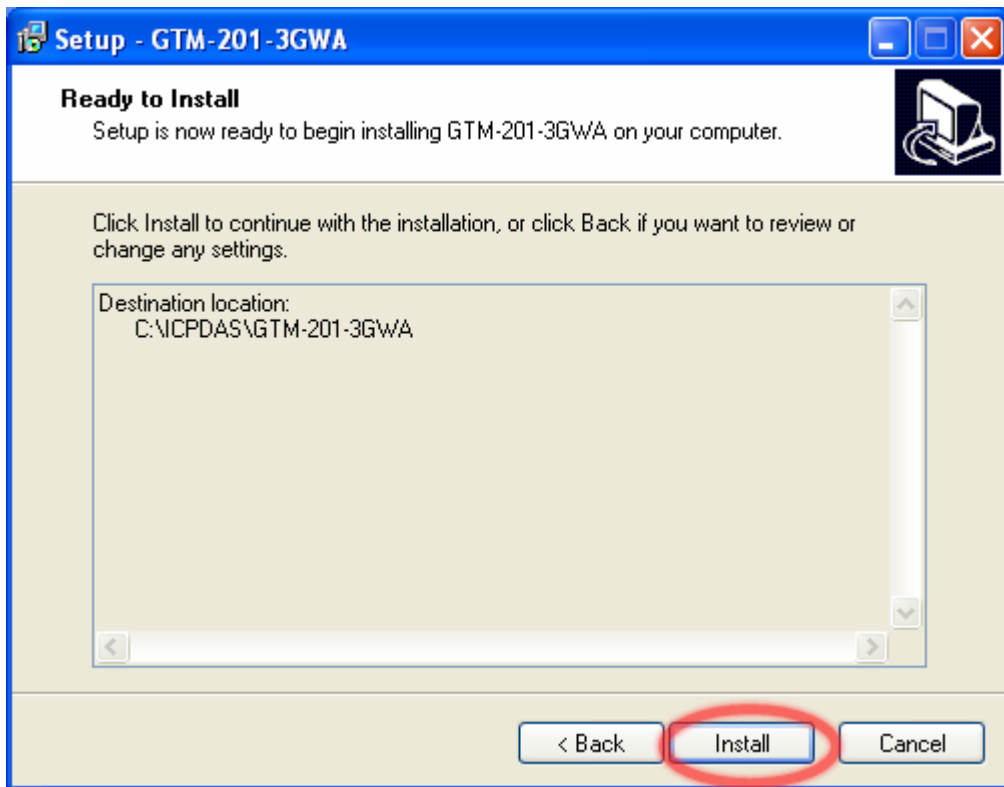 Setup - GTM-201-3GWA
Ready to Install
Setup is now ready to begin installing GTM-201-3GWA on your computer.
Click Install to continue with the installation, or click Back if you want to review or
change any settings.
Destination location:
C:\ICPDAS\GTM-201-3GWA
< Back
Install
Cancel